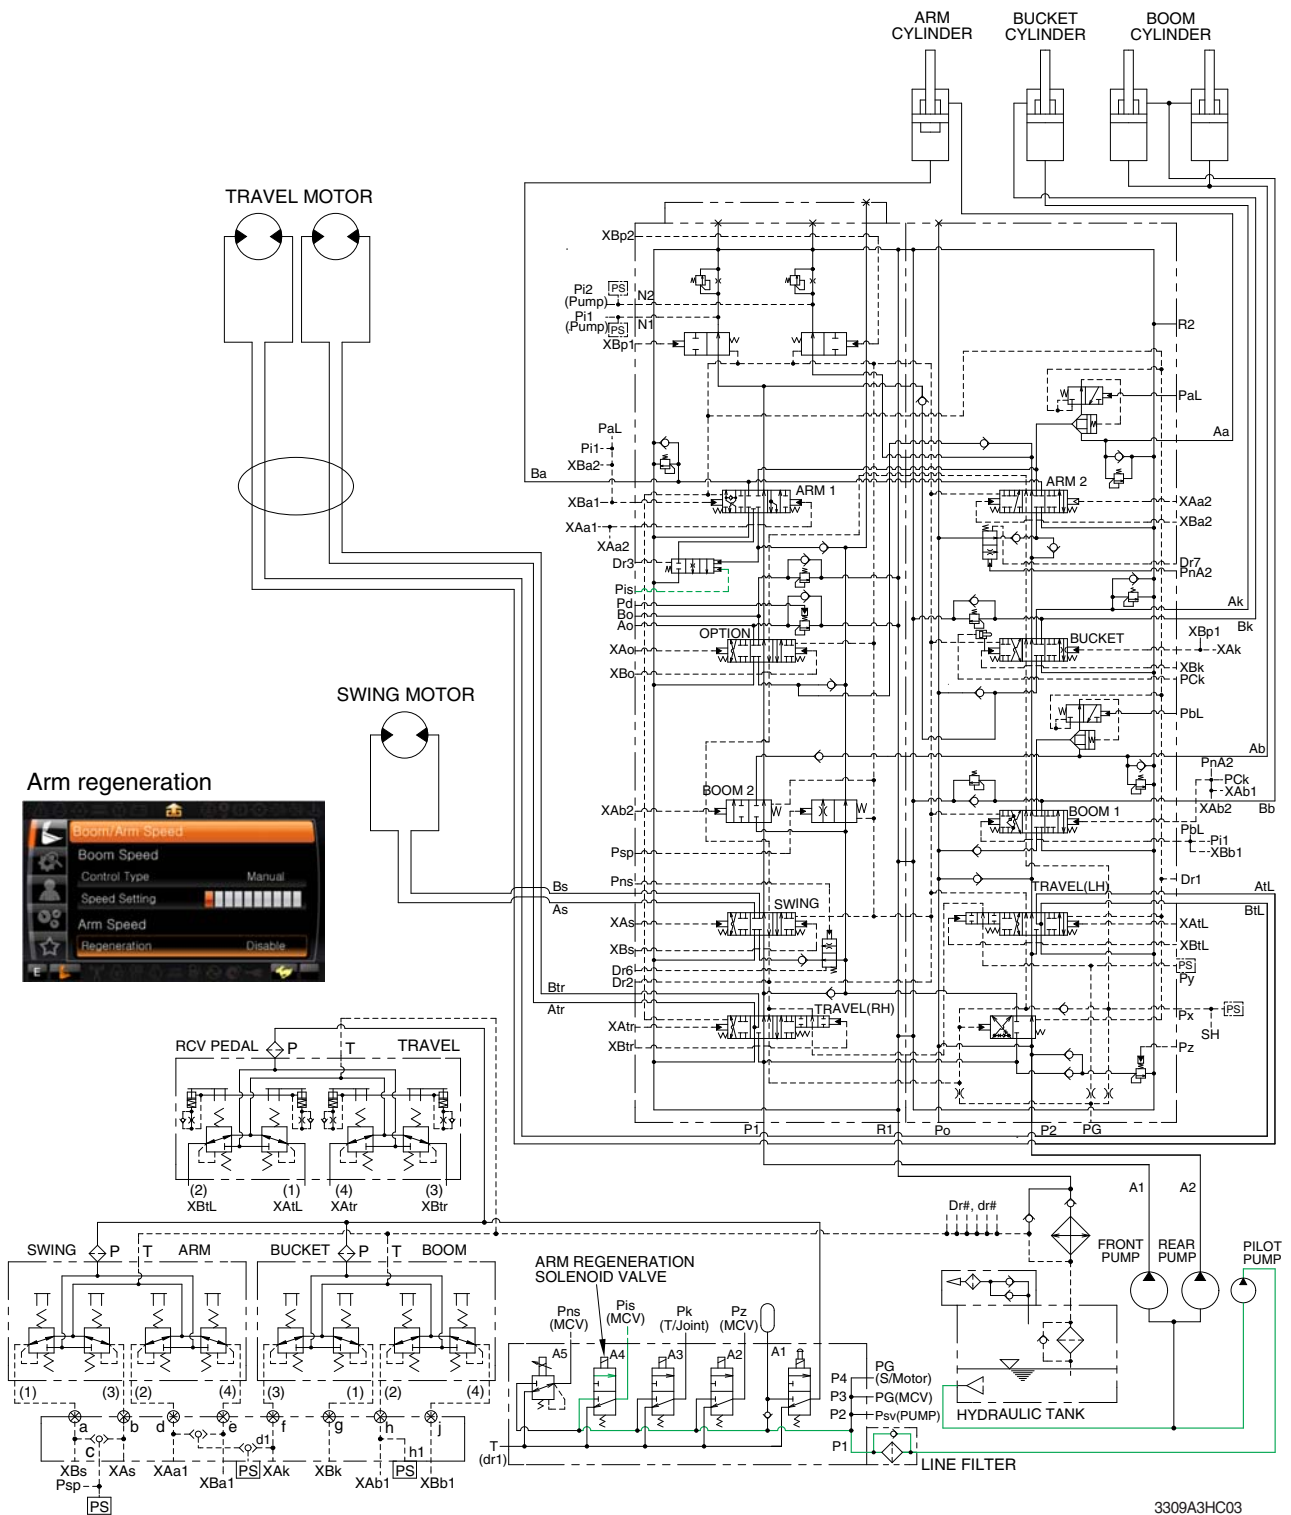 ARM
CYLINDER
BUCKET
CYLINDER
BOOM
CYLINDER
TRAVEL MOTOR
XBp2
Pi2
(Pump)
PS
N2
Pi1
(Pump)
PS
N1
XBp1
R2
PaL
Aa
PaL
Pi1
XBa2
Ba
XBa1
ARM 1
ARM 2
XAa2
XBa2
XAa1
XAa2
Dr3
Dr7
PnA2
Pis
Pd
Bo
Ao
Ak
Bk
OPTION
BUCKET
XBp1
XAk
XAo
XBo
XBk
PCk
SWING MOTOR
PbL
Ab
PnA2
PCk
XAb1
XAb2
Bb
BOOM 2
XAb2
BOOM 1
PbL
Pi1
XBb1
Psp
Pns
Dr1
Arm regeneration
Boom/Arm Speed
Boom Speed
Control Type Manual
Speed Setting
Arm Speed
Regeneration Disable
E
Bs
As
SWING
TRAVEL(LH)
AtL
BtL
XAs
XAtL
XBs
XBtL
Dr6
Dr2
PS
Py
Btr
Atr
TRAVEL(RH)
Px
PS
SH
XAtr
XBtr
Pz
RCV PEDAL
P
T
TRAVEL
P1
R1
Po
P2
PG
(2)
XBtL
(1)
XAtL
(4)
XAtr
(3)
XBtr
A1
A2
Dr#, dr#
FRONT
PUMP
REAR
PUMP
PILOT
PUMP
SWING
P
T
ARM
BUCKET
P
T
BOOM
ARM REGENERATION
SOLENOID VALVE
Pns
(MCV)
Pis
(MCV)
Pk
(T/Joint)
Pz
(MCV)
A5
A4
A3
A2
A1
PG
P4
(S/Motor)
P3
PG(MCV)
P2
Psv(PUMP)
P1
T
(dr1)
LINE FILTER
HYDRAULIC TANK
(1)
(3)
(2)
(4)
(3)
(1)
(2)
(4)
a
b
d
e
f
g
h
j
c
d1
h1
XBs
XAs
XAa1
XBa1
PS
XAk
XBk
XAb1
PS
XBb1
Psp
PS
3309A3HC03